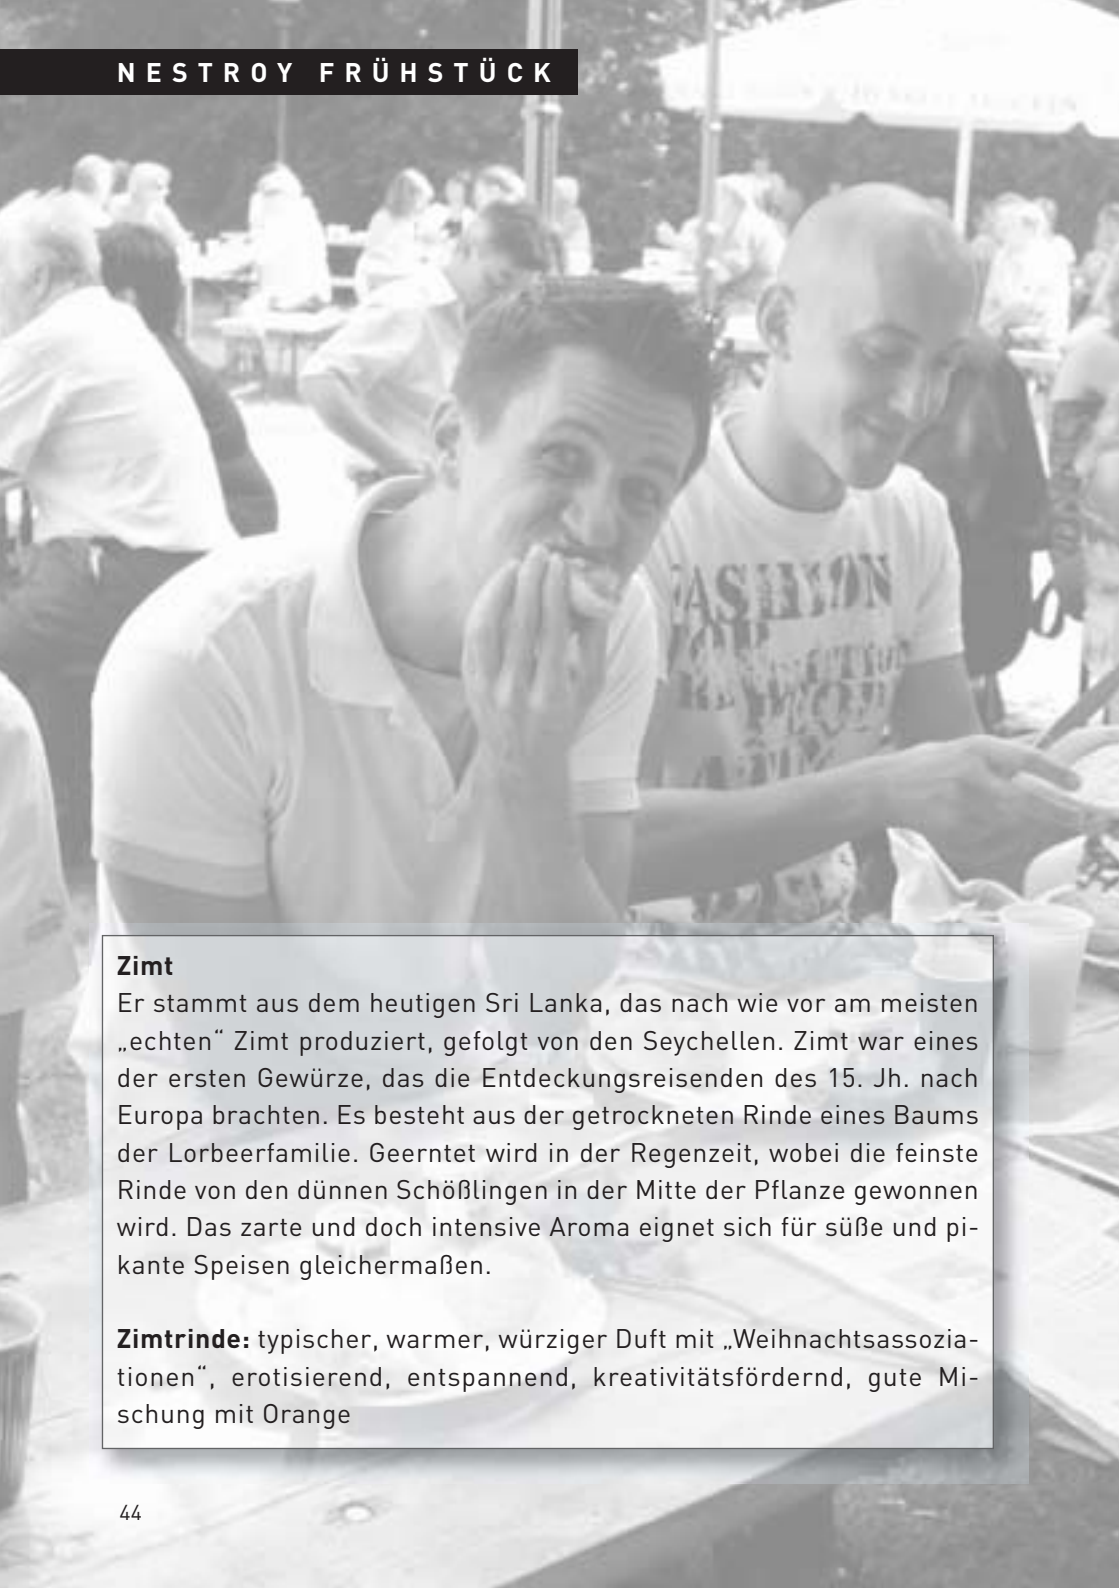 NESTROY FRÜHSTÜCK
FASHION
Zimt
Er stammt aus dem heutigen Sri Lanka, das nach wie vor am meisten
„echten“ Zimt produziert, gefolgt von den Seychellen. Zimt war eines
der ersten Gewürze, das die Entdeckungsreisenden des 15. Jh. nach
Europa brachten. Es besteht aus der getrockneten Rinde eines Baums
der Lorbeerfamilie. Geerntet wird in der Regenzeit, wobei die feinste
Rinde von den dünnen Schößlingen in der Mitte der Pflanze gewonnen
wird. Das zarte und doch intensive Aroma eignet sich für süße und pi-
kante Speisen gleichermaßen.
Zimtrinde: typischer, warmer, würziger Duft mit „Weihnachtsassozia-
tionen“, erotisierend, entspannend, kreativitätsfördernd, gute Mi-
schung mit Orange
44